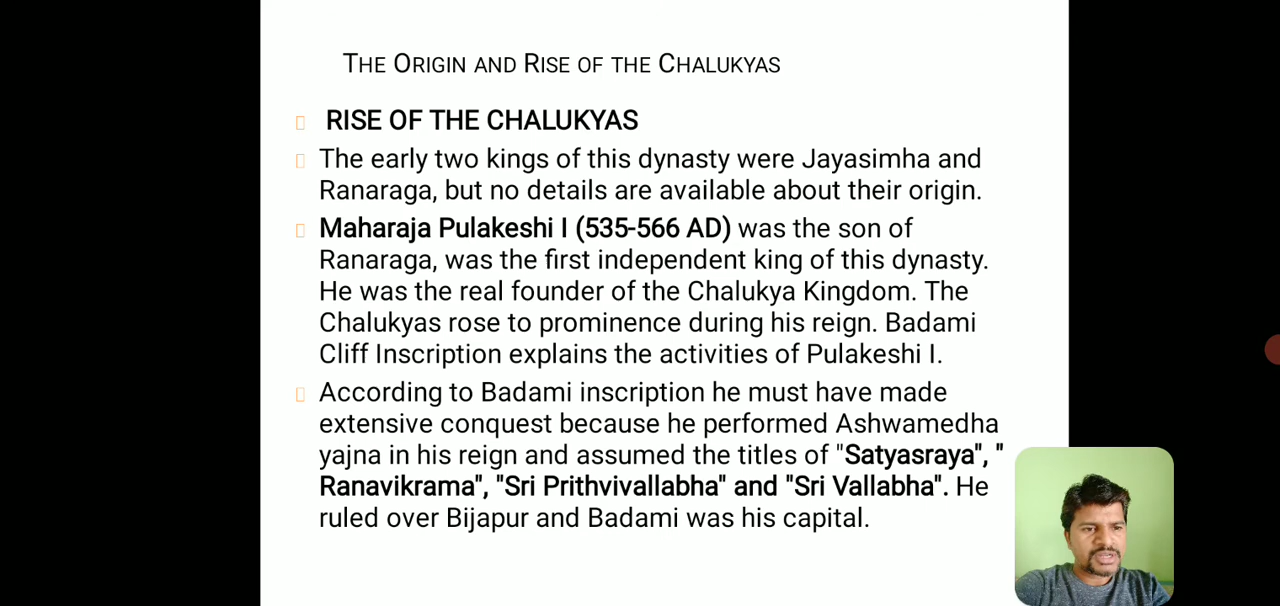 THE ORIGIN AND RISE OF THE CHALUKYAS
RISE OF THE CHALUKYAS
The early two kings of this dynasty were Jayasimha and
Ranaraga, but no details are available about their origin.
Maharaja Pulakeshi I (535-566 AD) was the son of
Ranaraga, was the first independent king of this dynasty.
He was the real founder of the Chalukya Kingdom. The
Chalukyas rose to prominence during his reign. Badami
Cliff Inscription explains the activities of Pulakeshi I.
According to Badami inscription he must have made
extensive conquest because he performed Ashwamedha
yajna in his reign and assumed the titles of "Satyasraya", "
Ranavikrama", "Sri Prithvivallabha" and "Sri Vallabha". He
ruled over Bijapur and Badami was his capital.